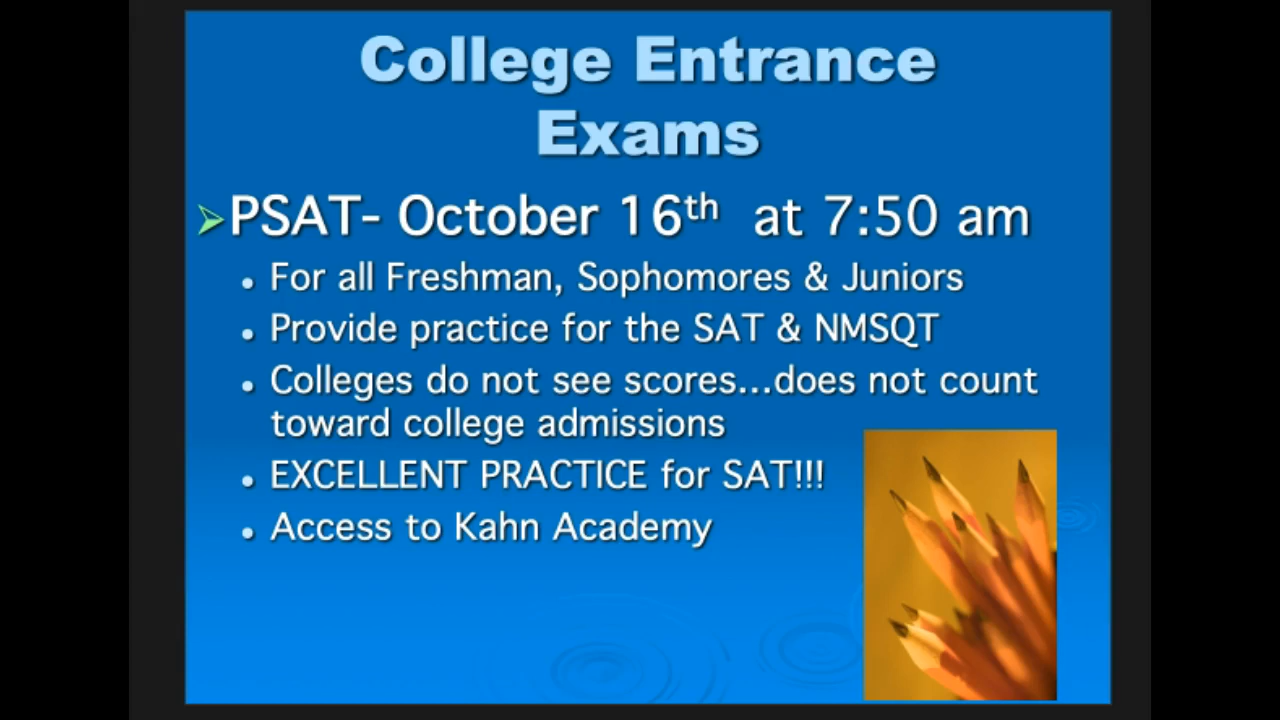 College Entrance
Exams
PSAT- October 16th at 7:50 am
For all Freshman, Sophomores & Juniors
Provide practice for the SAT & NMSQT
Colleges do not see scores...does not count
toward college admissions
EXCELLENT PRACTICE for SAT!!!
Access to Kahn Academy